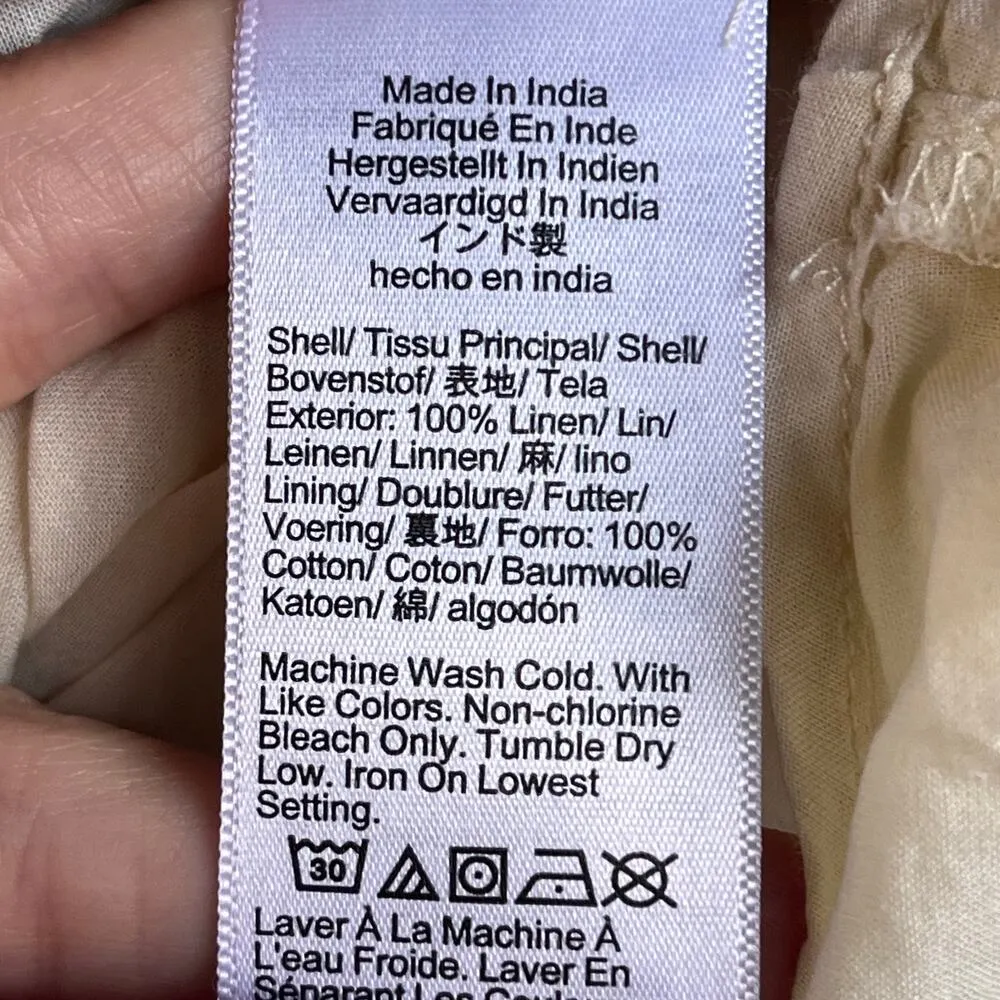 Made In India
Fabriqué En Inde
Hergestellt In Indien
Vervaardigd In India
インド製
hecho en india
Shell/ Tissu Principal/ Shell/
Bovenstof/ 表地/ Tela
Exterior: 100% Linen/ Lin/
Leinen/ Linnen/ 麻/ lino
Lining/ Doublure/ Futter/
Voering/ 裏地/ Forro: 100%
Cotton/ Coton/ Baumwolle/
Katoen/ 綿/ algodón
Machine Wash Cold. With
Like Colors. Non-chlorine
Bleach Only. Tumble Dry
Low. Iron On Lowest
Setting.
30
Laver À La Machine À
L'eau Froide. Laver En
Séparant Les